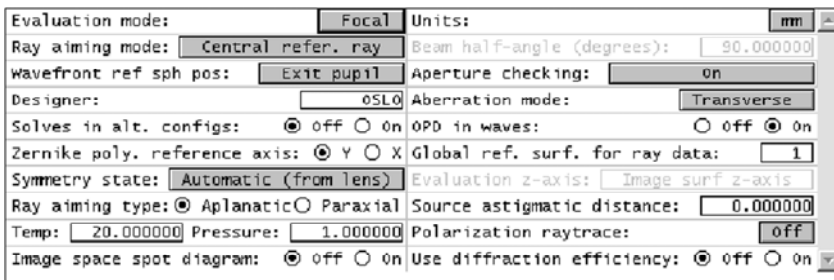 Evaluation mode: Focal Units: mm
Ray aiming mode: Central refer. ray Beam half-angle (degrees): 90.000000
Wavefront ref sph pos: Exit pupil Aperture checking: On
Designer: OSLO Aberration mode: Transverse
Solves in alt. configs: Off On OPD in waves: Off On
Zernike poly. reference axis: Y X Global ref. surf. for ray data: 1
Symmetry state: Automatic (from lens) Evaluation z-axis: Image surf z-axis
Ray aiming type: Aplanatic Paraxial Source astigmatic distance: 0.000000
Temp: 20.000000 Pressure: 1.000000 Polarization raytrace: Off
Image space spot diagram: Off On Use diffraction efficiency: Off On